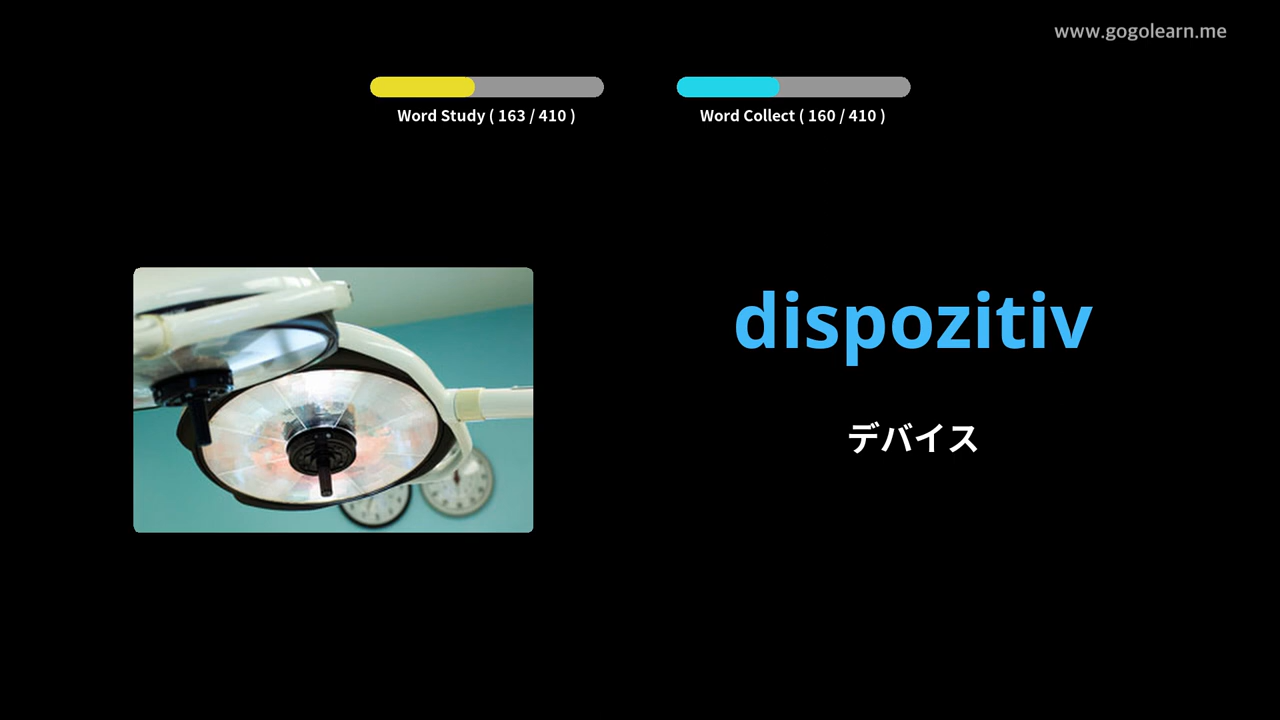 www.gogolearn.me
Word Study ( 163 / 410 )
Word Collect ( 160 / 410 )
dispozitiv
デバイス